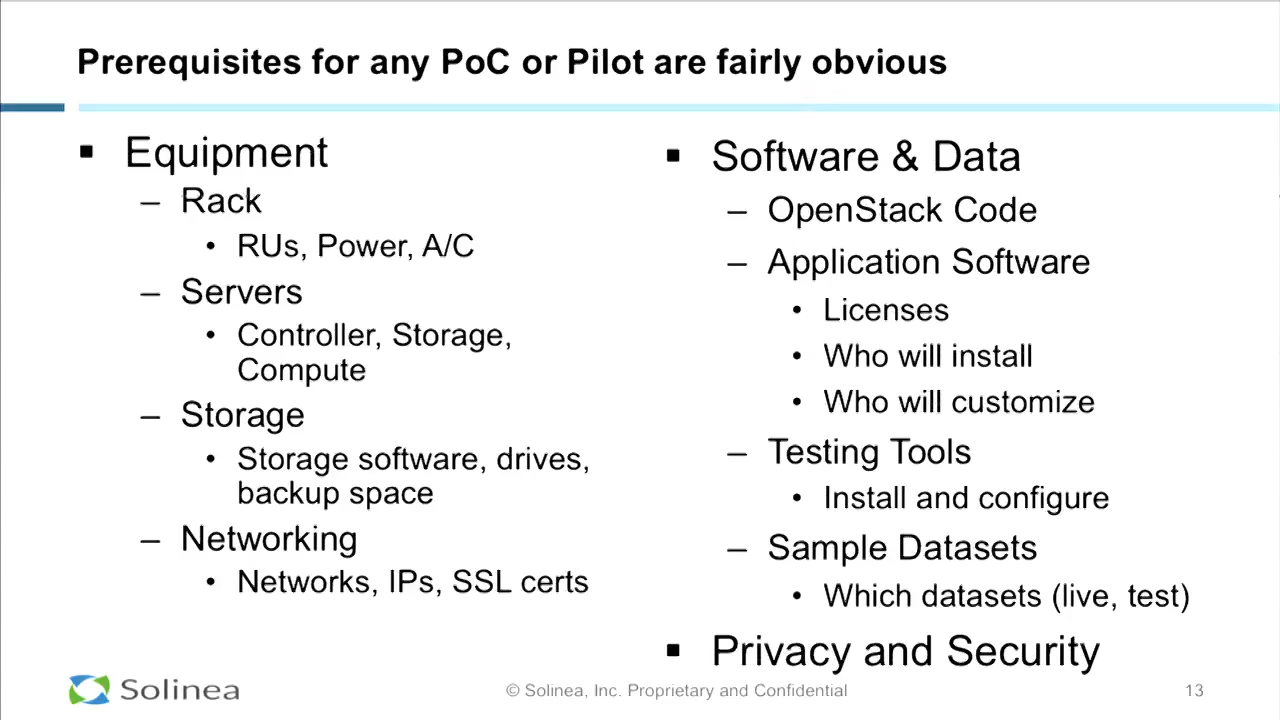 Prerequisites for any PoC or Pilot are fairly obvious
▪ Equipment
– Rack
• RUs, Power, A/C
– Servers
• Controller, Storage,
Compute
– Storage
• Storage software, drives,
backup space
– Networking
• Networks, IPs, SSL certs
▪ Software & Data
– OpenStack Code
– Application Software
• Licenses
• Who will install
• Who will customize
– Testing Tools
• Install and configure
– Sample Datasets
• Which datasets (live, test)
▪ Privacy and Security
Solinea
© Solinea, Inc. Proprietary and Confidential
13